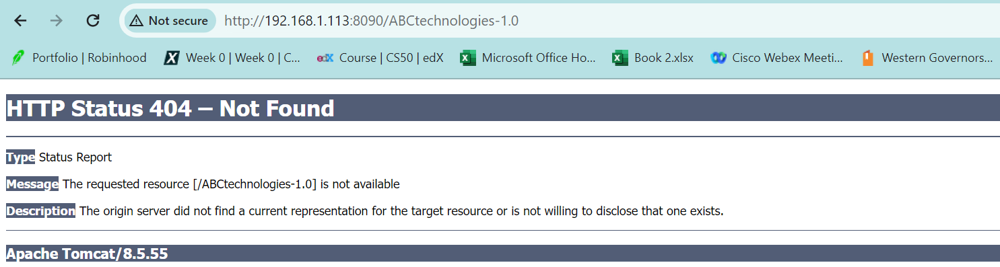 Not secure http://192.168.1.113:8090/ABCtechnologies-1.0
Portfolio | Robinhood Week 0 | Week 0 | C... edX Course | CS50 | edX Microsoft Office Ho... Book 2.xlsx Cisco Webex Meeti... Western Governors...
HTTP Status 404 – Not Found
Type Status Report
Message The requested resource [/ABCtechnologies-1.0] is not available
Description The origin server did not find a current representation for the target resource or is not willing to disclose that one exists.
Apache Tomcat/8.5.55